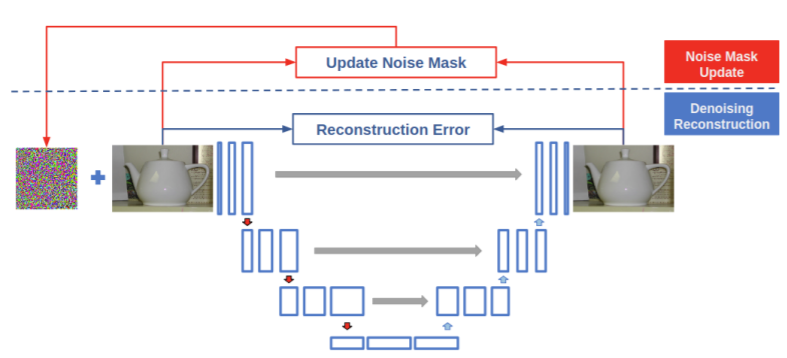 Update Noise Mask
Noise Mask
Update
Reconstruction Error
Denoising
Reconstruction